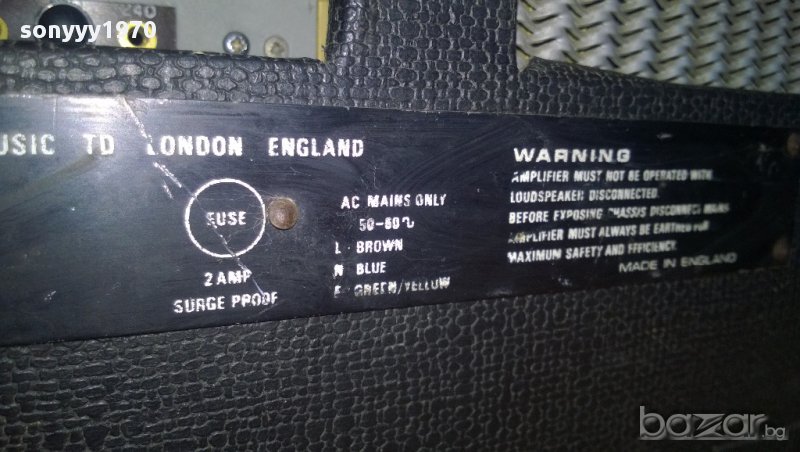 sonyyy1970
USIC TD LONDON ENGLAND
FUSE
2 AMP
SURGE PROOF
AC MAINS ONLY
50-60~
L · BROWN
N · BLUE
E · GREEN/YELLOW
WARNING
AMPLIFIER MUST NOT BE OPERATED WITH
LOUDSPEAKER DISCONNECTED.
BEFORE EXPOSING CHASSIS DISCONNECT MAINS
AMPLIFIER MUST ALWAYS BE EARTHED FOR
MAXIMUM SAFETY AND EFFICIENCY.
MADE IN ENGLAND
bazar.bg